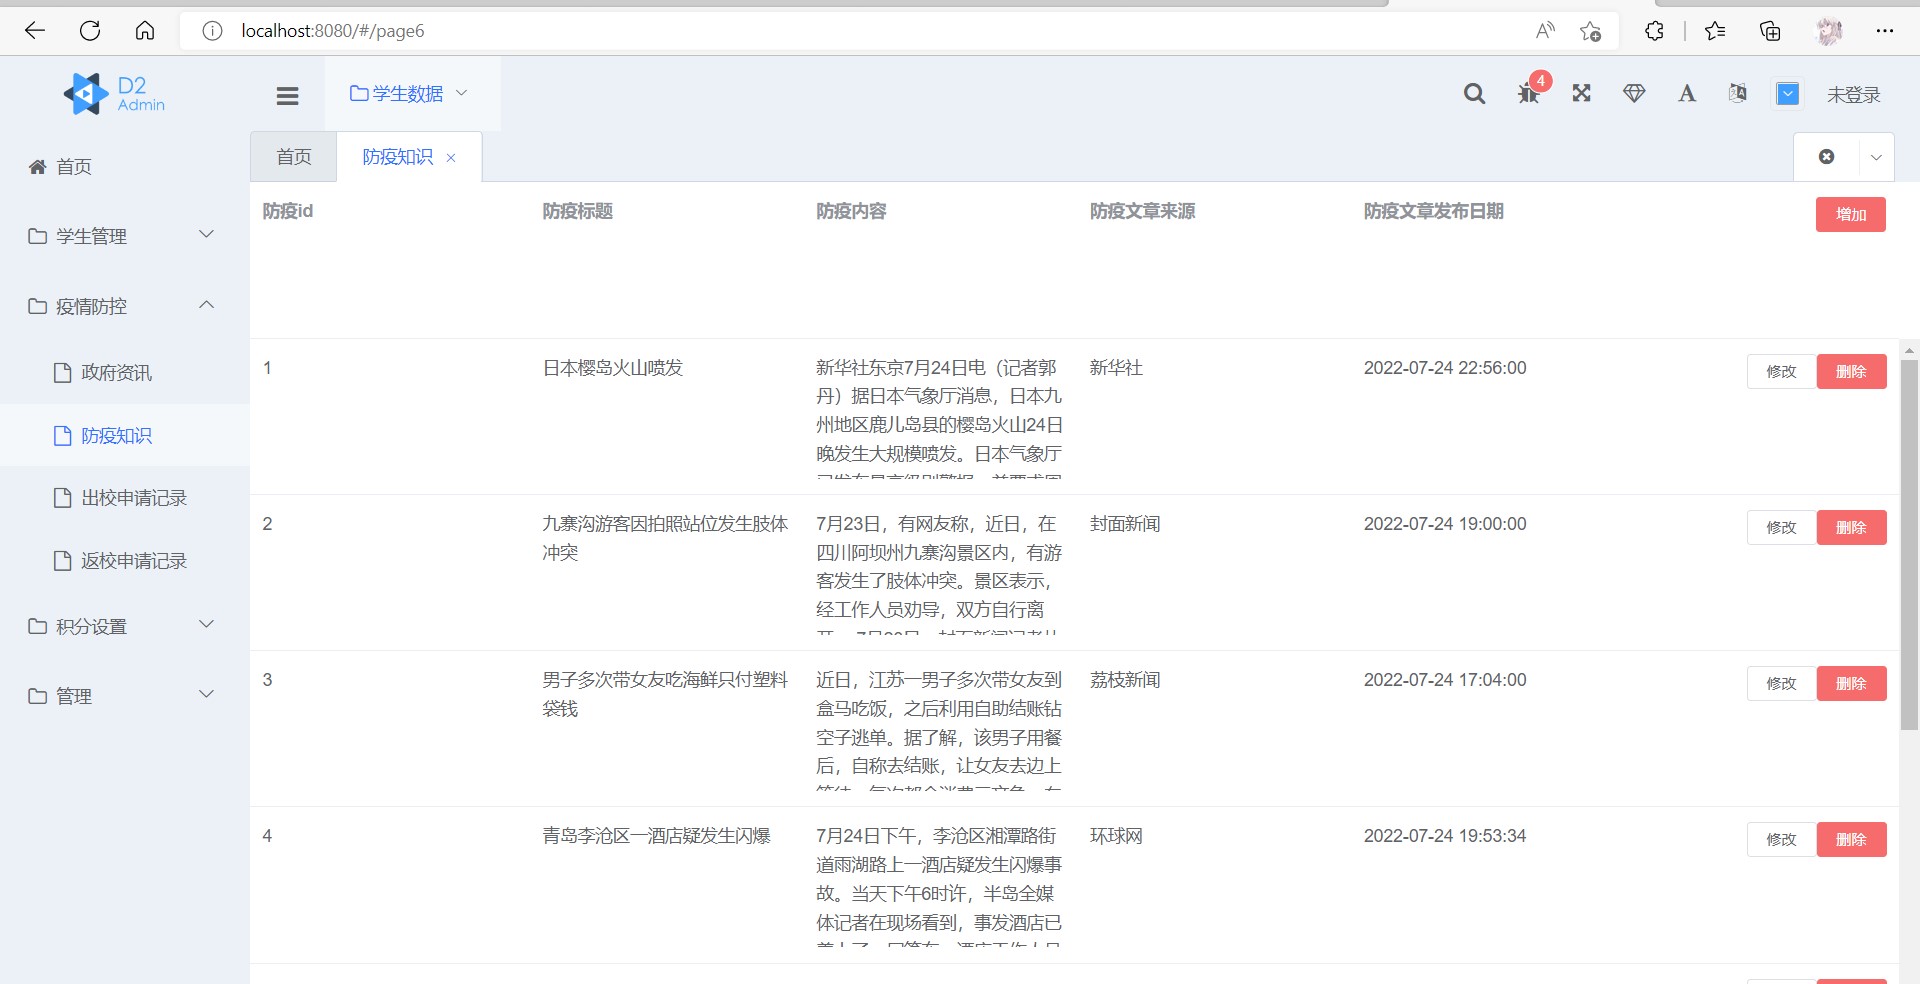 localhost:8080/#/page6
D2
Admin
学生数据
4
未登录
首页
防疫知识
首页
学生管理
疫情防控
政府资讯
防疫知识
出校申请记录
返校申请记录
积分设置
管理
防疫id 防疫标题 防疫内容 防疫文章来源 防疫文章发布日期 增加
1 日本樱岛火山喷发 新华社东京7月24日电（记者郭 新华社 2022-07-24 22:56:00 修改 删除
丹）据日本气象厅消息，日本九
州地区鹿儿岛县的樱岛火山24日
晚发生大规模喷发。日本气象厅
2 九寨沟游客因拍照站位发生肢体 7月23日，有网友称，近日，在 封面新闻 2022-07-24 19:00:00 修改 删除
冲突 四川阿坝州九寨沟景区内，有游
客发生了肢体冲突。景区表示，
经工作人员劝导，双方自行离
3 男子多次带女友吃海鲜只付塑料 近日，江苏一男子多次带女友到 荔枝新闻 2022-07-24 17:04:00 修改 删除
袋钱 盒马吃饭，之后利用自助结账钻
空子逃单。据了解，该男子用餐
后，自称去结账，让女友去边上
4 青岛李沧区一酒店疑发生闪爆 7月24日下午，李沧区湘潭路街 环球网 2022-07-24 19:53:34 修改 删除
道雨湖路上一酒店疑发生闪爆事
故。当天下午6时许，半岛全媒
体记者在现场看到，事发酒店已